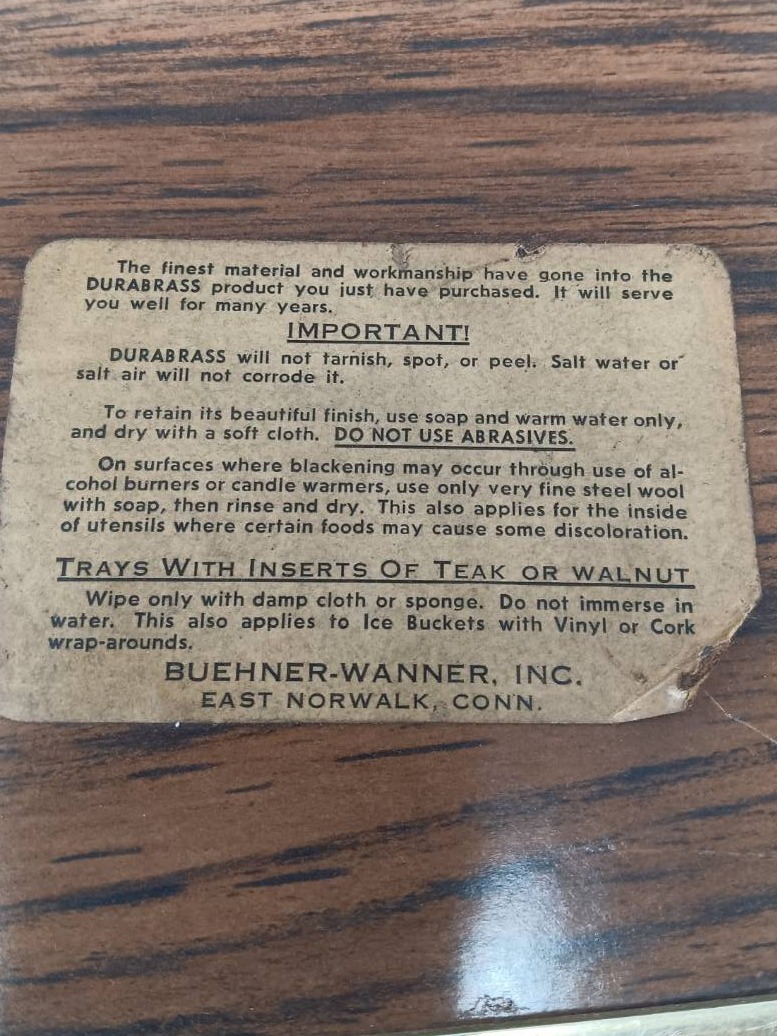 The finest material and workmanship have gone into the
DURABRASS product you just have purchased. It will serve
you well for many years.
IMPORTANT!
DURABRASS will not tarnish, spot, or peel. Salt water or
salt air will not corrode it.
To retain its beautiful finish, use soap and warm water only,
and dry with a soft cloth. DO NOT USE ABRASIVES.
On surfaces where blackening may occur through use of al-
cohol burners or candle warmers, use only very fine steel wool
with soap, then rinse and dry. This also applies for the inside
of utensils where certain foods may cause some discoloration.
TRAYS WITH INSERTS OF TEAK OR WALNUT
Wipe only with damp cloth or sponge. Do not immerse in
water. This also applies to Ice Buckets with Vinyl or Cork
wrap-arounds.
BUEHNER-WANNER, INC.
EAST NORWALK, CONN.